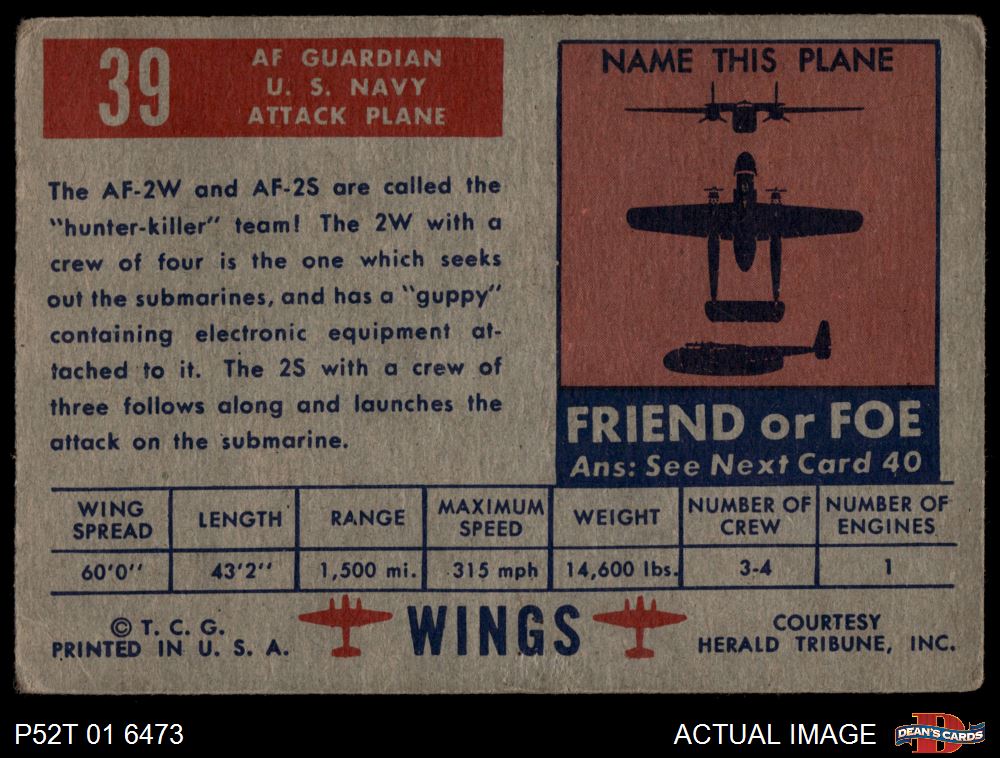 39
AF GUARDIAN
U. S. NAVY
ATTACK PLANE
The AF-2W and AF-2S are called the
"hunter-killer" team! The 2W with a
crew of four is the one which seeks
out the submarines, and has a "guppy"
containing electronic equipment at-
tached to it. The 2S with a crew of
three follows along and launches the
attack on the submarine.
NAME THIS PLANE
FRIEND or FOE
Ans: See Next Card 40
WING SPREAD LENGTH RANGE MAXIMUM SPEED WEIGHT NUMBER OF CREW NUMBER OF ENGINES
60'0" 43'2" 1,500 mi. 315 mph 14,600 lbs. 3-4 1
© T. C. G.
PRINTED IN U. S. A.
WINGS
COURTESY
HERALD TRIBUNE, INC.
P52T 01 6473
ACTUAL IMAGE
D
DEAN'S CARDS